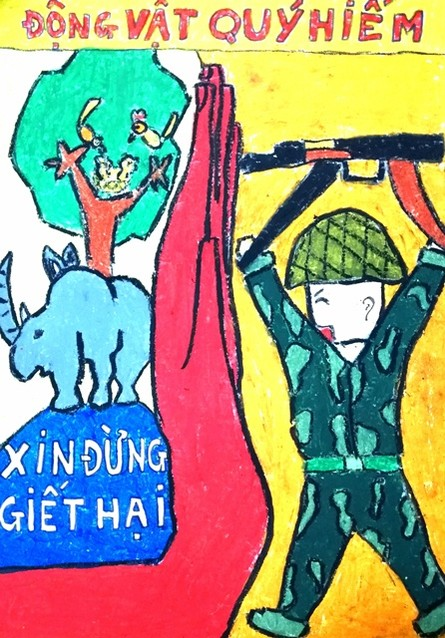 ĐỘNG VẬT QUÝ HIẾM
XIN ĐỪNG
GIẾT HẠI